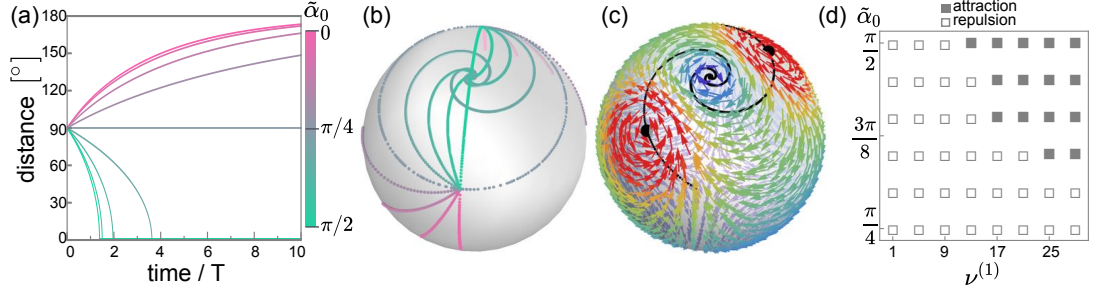 (a)
180
150
120
90
60
30
0
distance [°]
0 2 4 6 8 10
time / T
α̃₀
0
π/4
π/2
(b)
(c)
(d)
α̃₀
attraction
repulsion
π/2
3π/8
π/4
1 9 17 25
ν⁽¹⁾